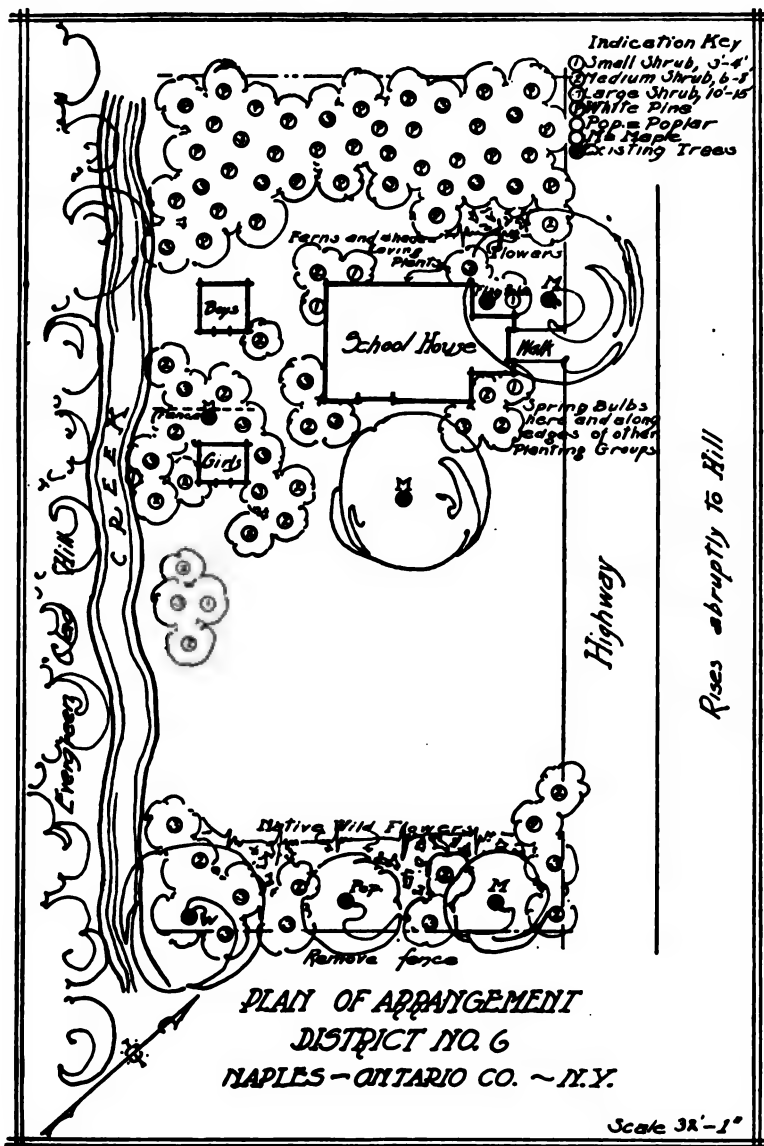 Indication Key
① Small Shrub, 3'-4'
② Medium Shrub, 6-8'
Large Shrub, 10'-15
White Pine
Pop. = Poplar
M = Maple
Existing Trees
Ferns and shade
loving
Plants
Flowers
M
Boys
School House
Walk
Spring Bulbs
here and along
edges of other
Planting Groups
Girls
M
CREEK
Evergreen Clad Hill
Highway
Rises abruptly to Hill
Native Wild Flowers
W
Pop.
M
Remove fence
PLAN OF ARRANGEMENT
DISTRICT NO. 6
NAPLES - ONTARIO CO. ~ N.Y.
Scale 32'-1"